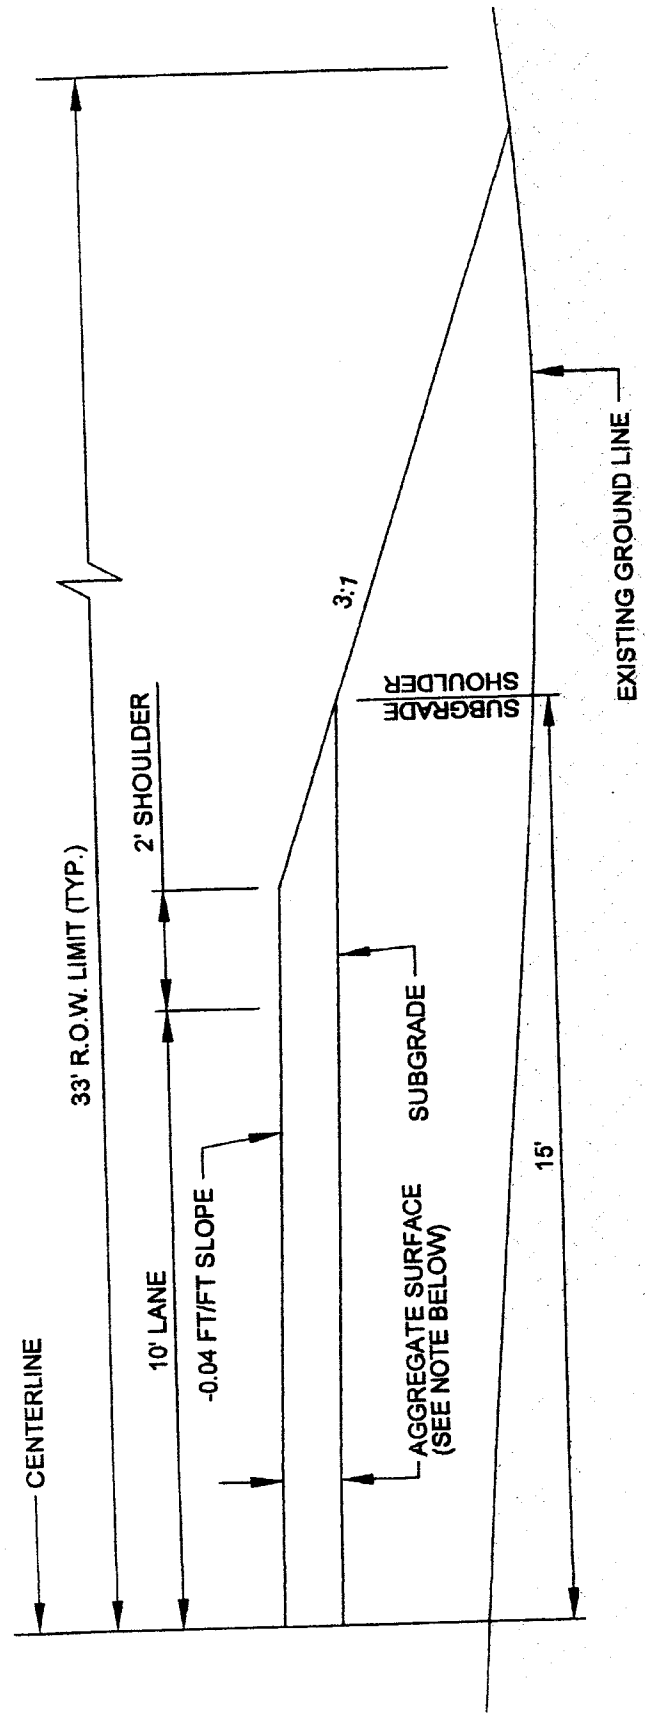 CENTERLINE
33' R.O.W. LIMIT (TYP.)
10' LANE
2' SHOULDER
-0.04 FT/FT SLOPE
3:1
AGGREGATE SURFACE
(SEE NOTE BELOW)
SUBGRADE
SUBGRADE
SHOULDER
15'
EXISTING GROUND LINE